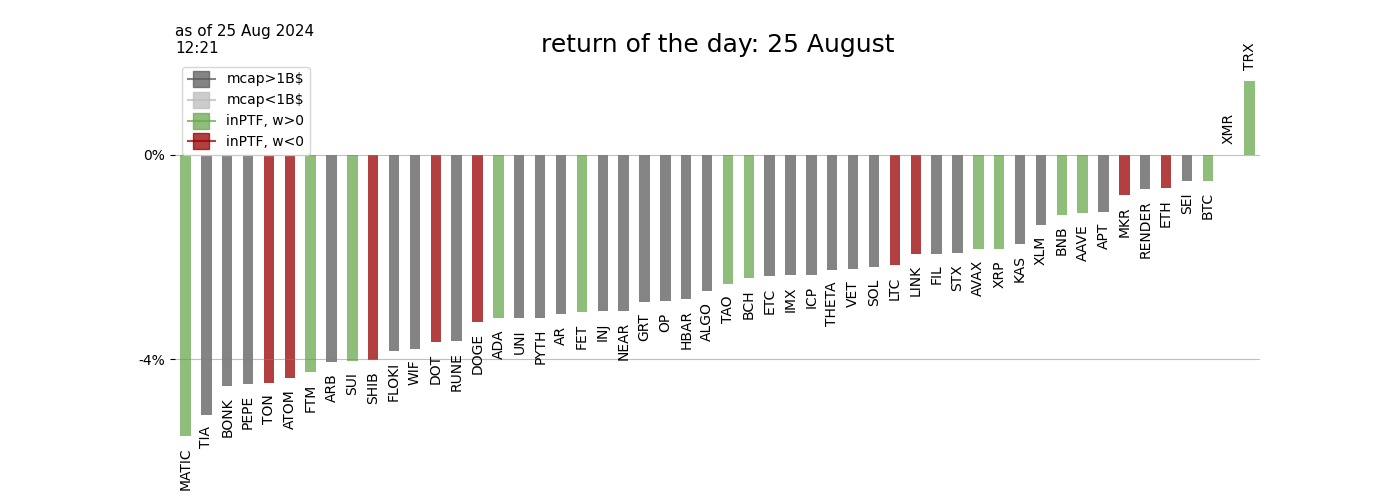 as of 25 Aug 2024
12:21
return of the day: 25 August
mcap>1B$
mcap<1B$
inPTF, w>0
inPTF, w<0
0%
-4%
MATIC
TIA
BONK
PEPE
TON
ATOM
FTM
ARB
SUI
SHIB
FLOKI
WIF
DOT
RUNE
DOGE
ADA
UNI
PYTH
AR
FET
INJ
NEAR
GRT
OP
HBAR
ALGO
TAO
BCH
ETC
IMX
ICP
THETA
VET
SOL
LTC
LINK
FIL
STX
AVAX
XRP
KAS
XLM
BNB
AAVE
APT
MKR
RENDER
ETH
SEI
BTC
XMR
TRX